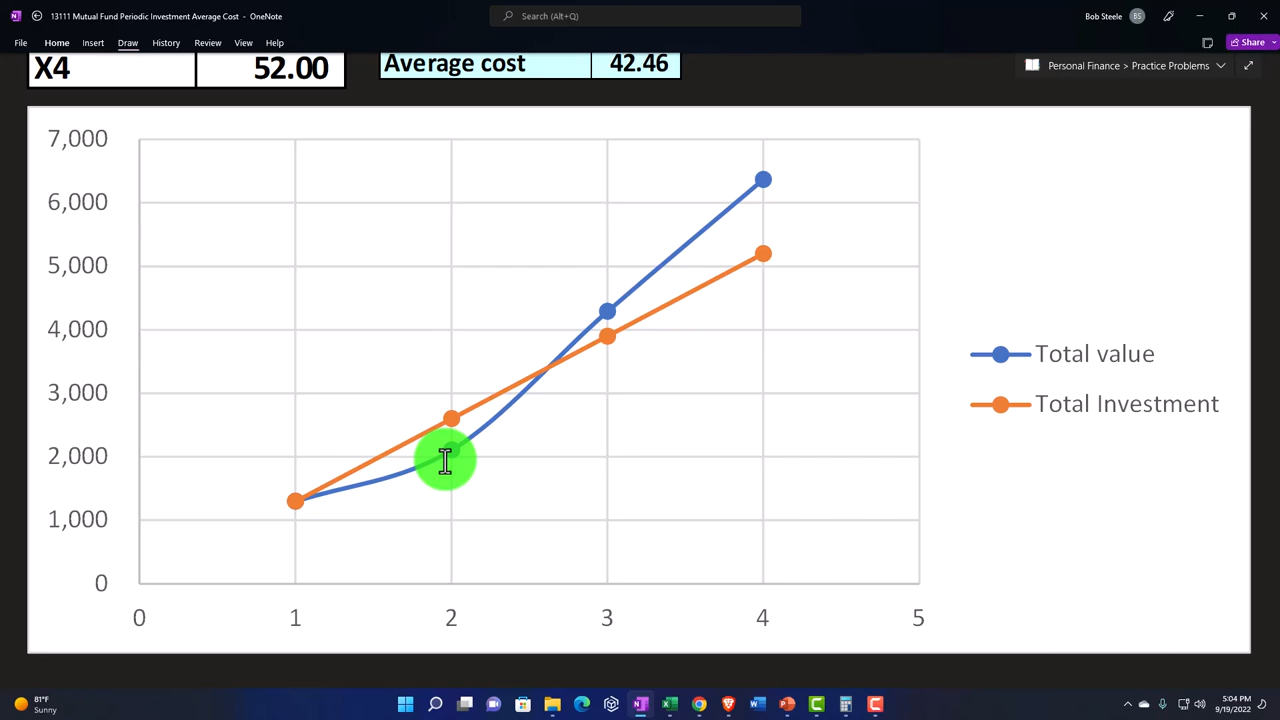 13111 Mutual Fund Periodic Investment Average Cost - OneNote
Search (Alt+Q)
Bob Steele
BS
File Home Insert Draw History Review View Help
Share
X4 52.00
Average cost 42.46
Personal Finance > Practice Problems
7,000
6,000
5,000
4,000
3,000
2,000
1,000
0
0 1 2 3 4 5
Total value
Total Investment
81°F
Sunny
5:04 PM
9/19/2022